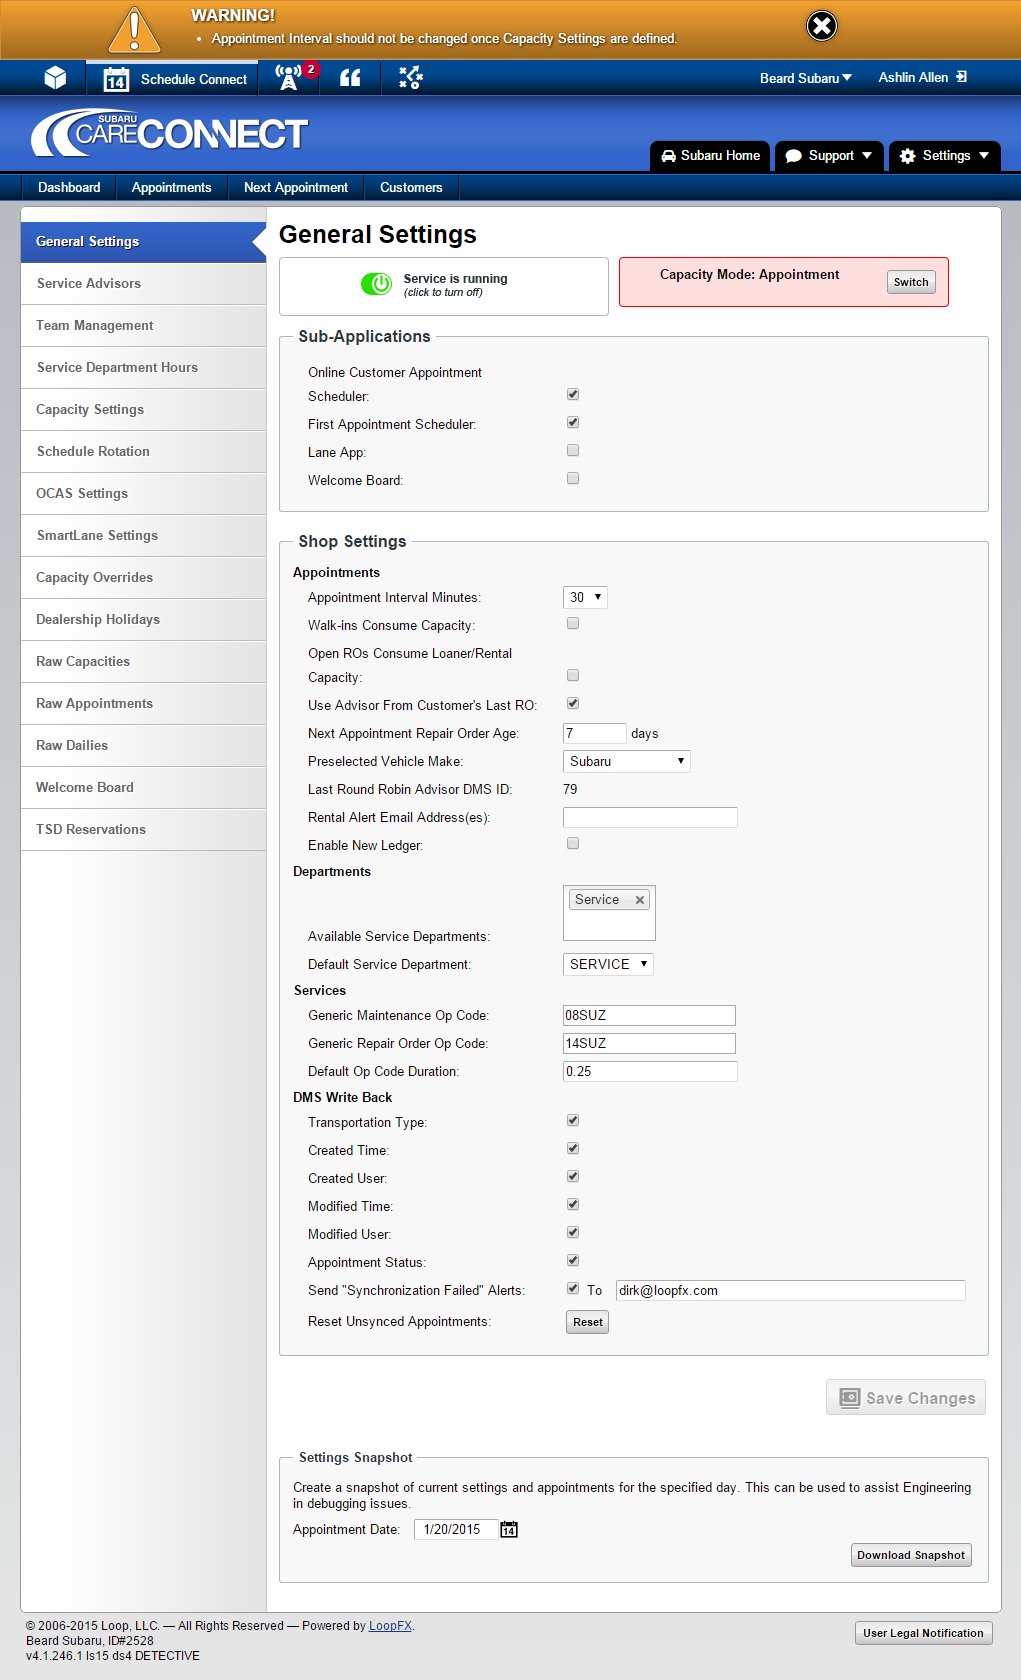 WARNING!
• Appointment Interval should not be changed once Capacity Settings are defined.
14 Schedule Connect 2 Beard Subaru Ashlin Allen
SUBARU
CARECONNECT
Subaru Home Support Settings
Dashboard Appointments Next Appointment Customers
General Settings
Service Advisors
Team Management
Service Department Hours
Capacity Settings
Schedule Rotation
OCAS Settings
SmartLane Settings
Capacity Overrides
Dealership Holidays
Raw Capacities
Raw Appointments
Raw Dailies
Welcome Board
TSD Reservations
General Settings
Service is running
(click to turn off)
Capacity Mode: Appointment
Switch
Sub-Applications
Online Customer Appointment
Scheduler:
First Appointment Scheduler:
Lane App:
Welcome Board:
Shop Settings
Appointments
Appointment Interval Minutes: 30
Walk-ins Consume Capacity:
Open ROs Consume Loaner/Rental
Capacity:
Use Advisor From Customer's Last RO:
Next Appointment Repair Order Age: 7 days
Preselected Vehicle Make: Subaru
Last Round Robin Advisor DMS ID: 79
Rental Alert Email Address(es):
Enable New Ledger:
Departments
Service
Available Service Departments:
Default Service Department: SERVICE
Services
Generic Maintenance Op Code: 08SUZ
Generic Repair Order Op Code: 14SUZ
Default Op Code Duration: 0.25
DMS Write Back
Transportation Type:
Created Time:
Created User:
Modified Time:
Modified User:
Appointment Status:
Send "Synchronization Failed" Alerts: To dirk@loopfx.com
Reset Unsynced Appointments: Reset
Save Changes
Settings Snapshot
Create a snapshot of current settings and appointments for the specified day. This can be used to assist Engineering
in debugging issues.
Appointment Date: 1/20/2015 14
Download Snapshot
© 2006-2015 Loop, LLC. — All Rights Reserved — Powered by LoopFX.
Beard Subaru, ID#2528
v4.1.246.1 ls15 ds4 DETECTIVE
User Legal Notification